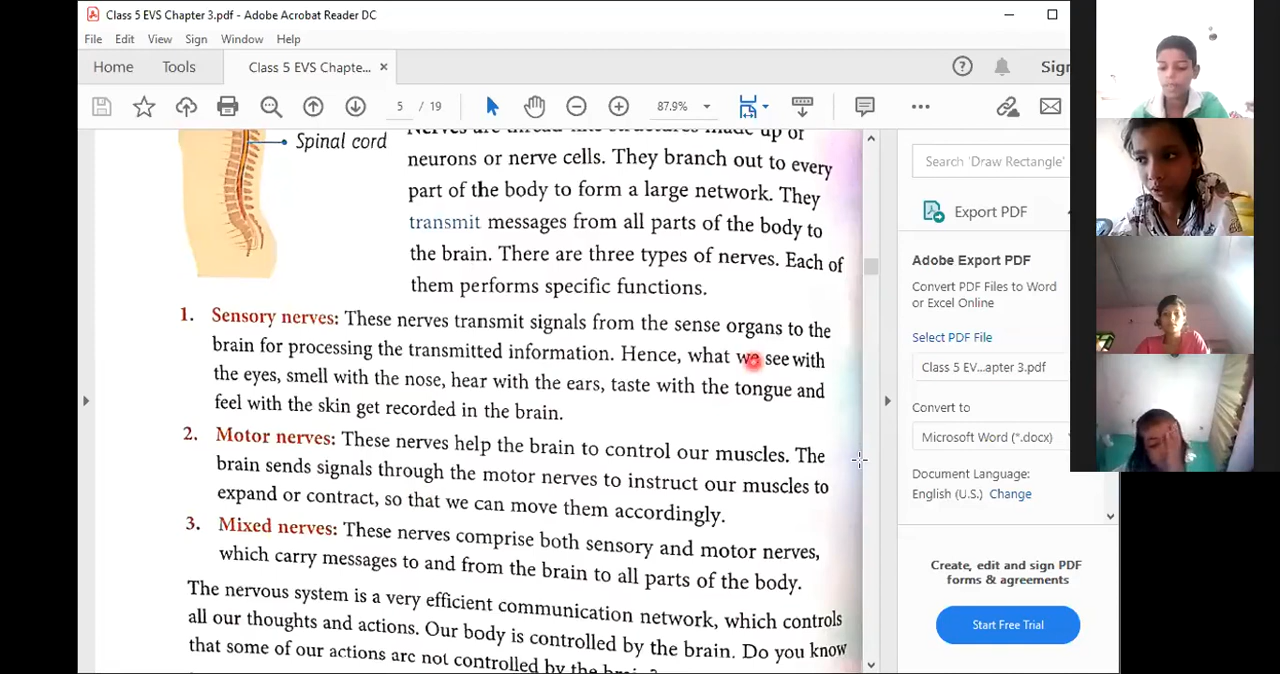 Class 5 EVS Chapter 3.pdf - Adobe Acrobat Reader DC
File Edit View Sign Window Help
Home Tools Class 5 EVS Chapte... × Sign
5 / 19 87.9%
Spinal cord
Nerves are thread like structures made up of
neurons or nerve cells. They branch out to every
part of the body to form a large network. They
transmit messages from all parts of the body to
the brain. There are three types of nerves. Each of
them performs specific functions.
1. Sensory nerves: These nerves transmit signals from the sense organs to the
brain for processing the transmitted information. Hence, what we see with
the eyes, smell with the nose, hear with the ears, taste with the tongue and
feel with the skin get recorded in the brain.
2. Motor nerves: These nerves help the brain to control our muscles. The
brain sends signals through the motor nerves to instruct our muscles to
expand or contract, so that we can move them accordingly.
3. Mixed nerves: These nerves comprise both sensory and motor nerves,
which carry messages to and from the brain to all parts of the body.
The nervous system is a very efficient communication network, which controls
all our thoughts and actions. Our body is controlled by the brain. Do you know
that some of our actions are not controlled by the brain?
Search 'Draw Rectangle'
Export PDF
Adobe Export PDF
Convert PDF Files to Word
or Excel Online
Select PDF File
Class 5 EV...apter 3.pdf
Convert to
Microsoft Word (*.docx)
Document Language:
English (U.S.) Change
Create, edit and sign PDF
forms & agreements
Start Free Trial